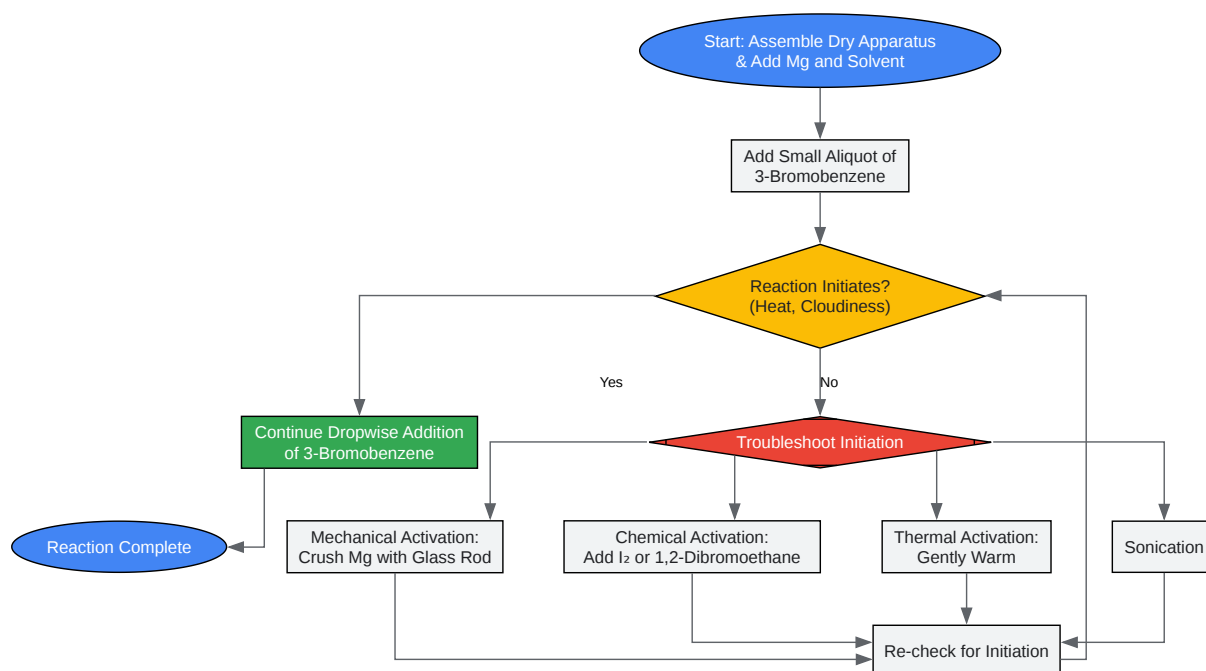 Start: Assemble Dry Apparatus
& Add Mg and Solvent
Add Small Aliquot of
3-Bromobenzene
Reaction Initiates?
(Heat, Cloudiness)
Yes
No
Continue Dropwise Addition
of 3-Bromobenzene
Troubleshoot Initiation
Reaction Complete
Mechanical Activation:
Crush Mg with Glass Rod
Chemical Activation:
Add I₂ or 1,2-Dibromoethane
Thermal Activation:
Gently Warm
Sonication
Re-check for Initiation